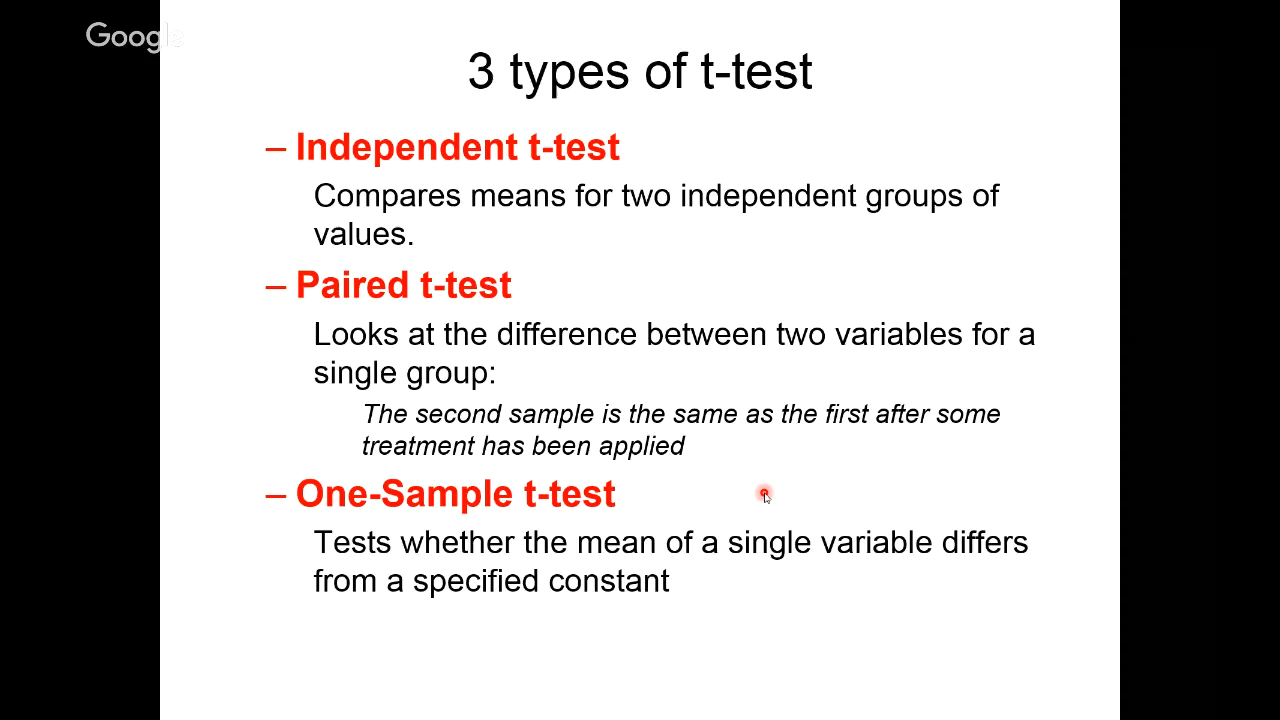 Google
3 types of t-test
– Independent t-test
Compares means for two independent groups of
values.
– Paired t-test
Looks at the difference between two variables for a
single group:
The second sample is the same as the first after some
treatment has been applied
– One-Sample t-test
Tests whether the mean of a single variable differs
from a specified constant